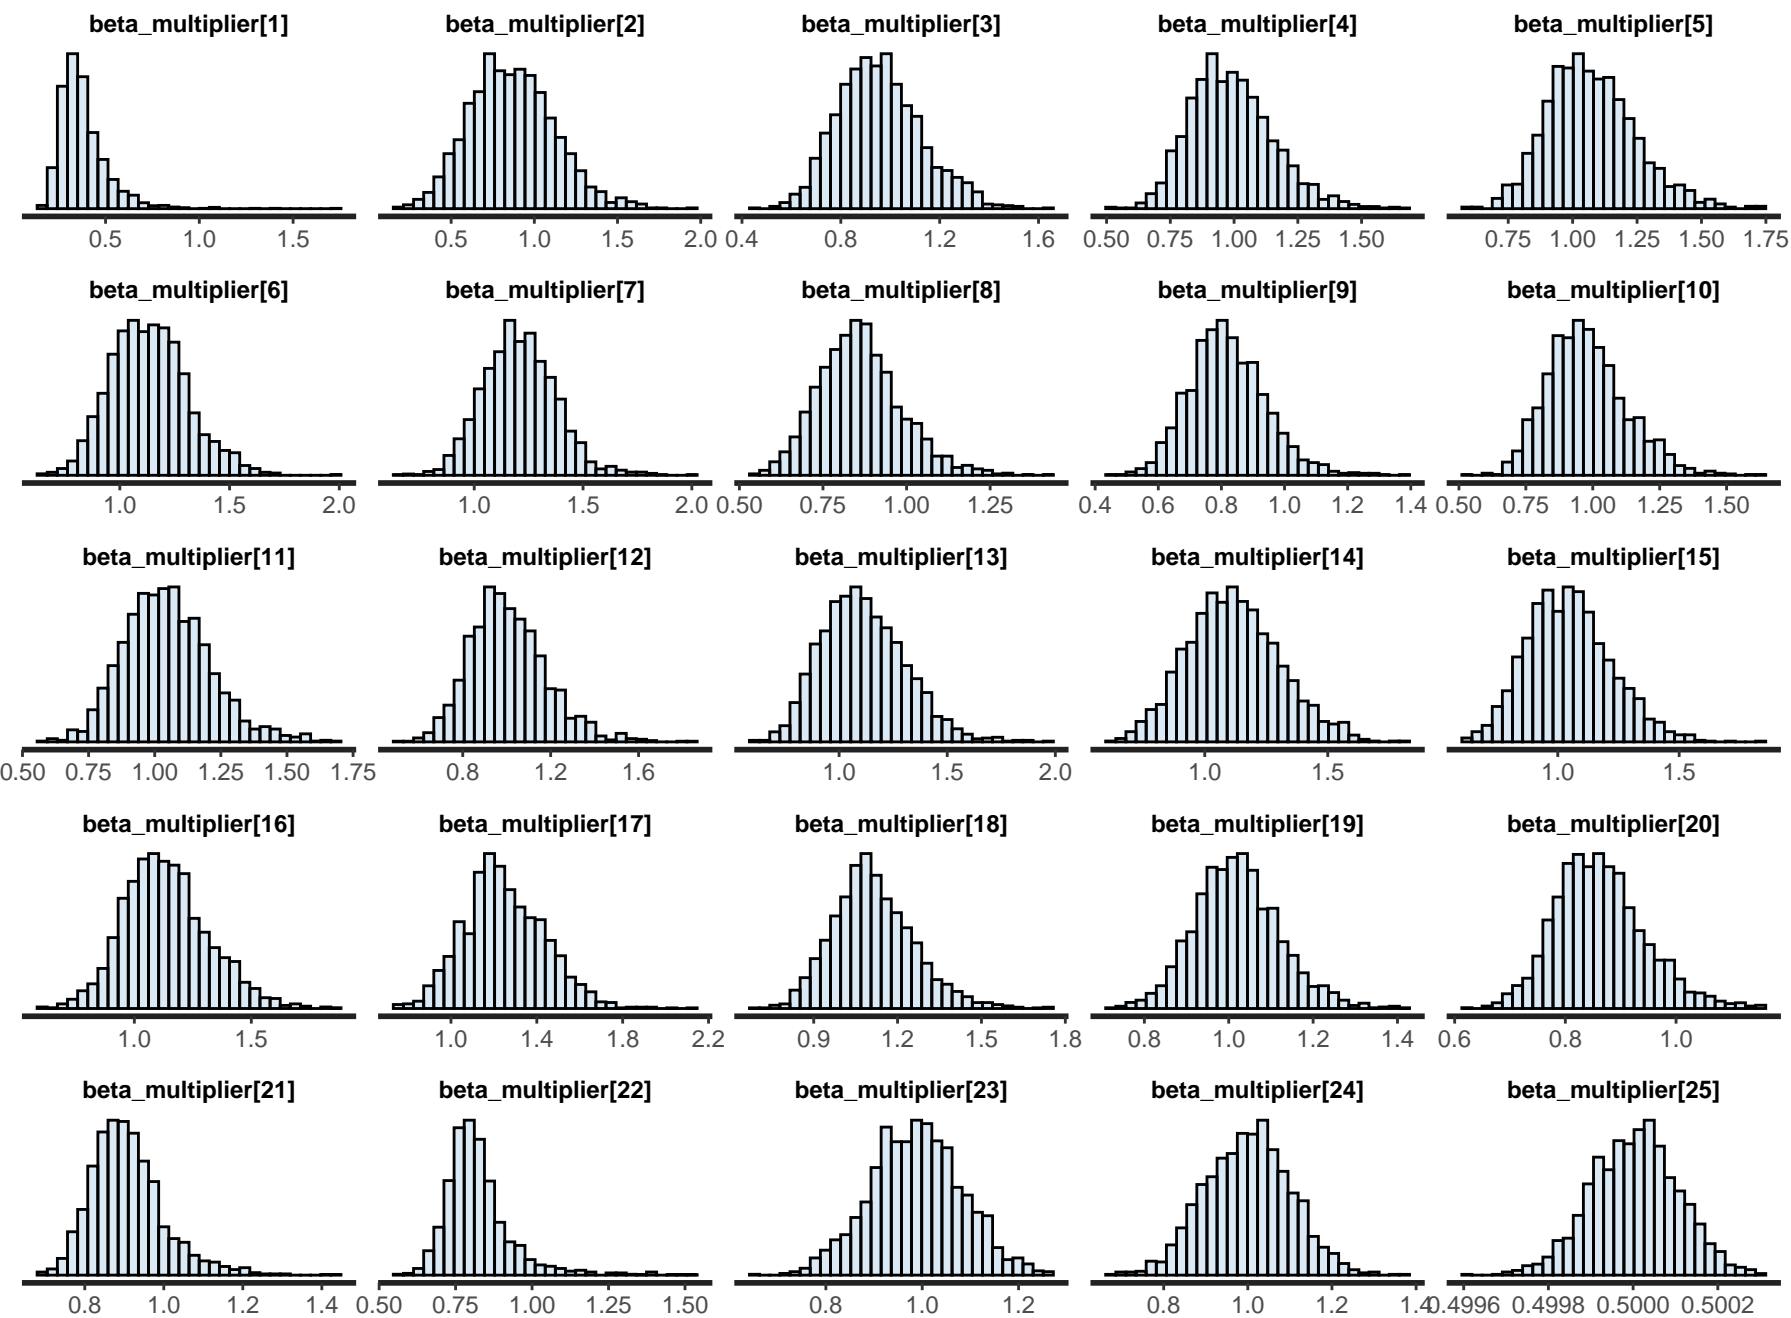 beta_multiplier[1] beta_multiplier[2] beta_multiplier[3] beta_multiplier[4] beta_multiplier[5]
0.5 1.0 1.5 0.5 1.0 1.5 2.0 0.4 0.8 1.2 1.6 0.50 0.75 1.00 1.25 1.50 0.75 1.00 1.25 1.50 1.75
beta_multiplier[6] beta_multiplier[7] beta_multiplier[8] beta_multiplier[9] beta_multiplier[10]
1.0 1.5 2.0 1.0 1.5 2.0 0.50 0.75 1.00 1.25 0.4 0.6 0.8 1.0 1.2 1.4 0.50 0.75 1.00 1.25 1.50
beta_multiplier[11] beta_multiplier[12] beta_multiplier[13] beta_multiplier[14] beta_multiplier[15]
0.50 0.75 1.00 1.25 1.50 1.75 0.8 1.2 1.6 1.0 1.5 2.0 1.0 1.5 1.0 1.5
beta_multiplier[16] beta_multiplier[17] beta_multiplier[18] beta_multiplier[19] beta_multiplier[20]
1.0 1.5 1.0 1.4 1.8 2.2 0.9 1.2 1.5 1.8 0.8 1.0 1.2 1.4 0.6 0.8 1.0
beta_multiplier[21] beta_multiplier[22] beta_multiplier[23] beta_multiplier[24] beta_multiplier[25]
0.8 1.0 1.2 1.4 0.50 0.75 1.00 1.25 1.50 0.8 1.0 1.2 0.8 1.0 1.2 1.4 0.4996 0.4998 0.5000 0.5002